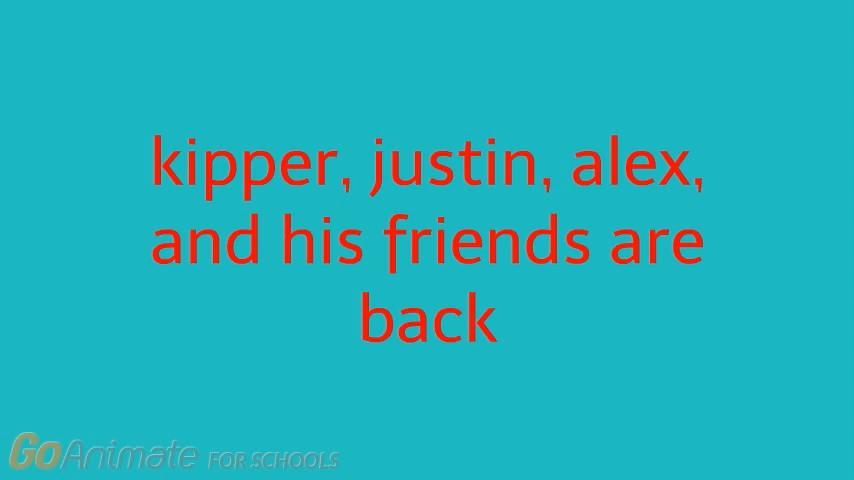 kipper, justin, alex,
and his friends are
back
GoAnimate FOR SCHOOLS